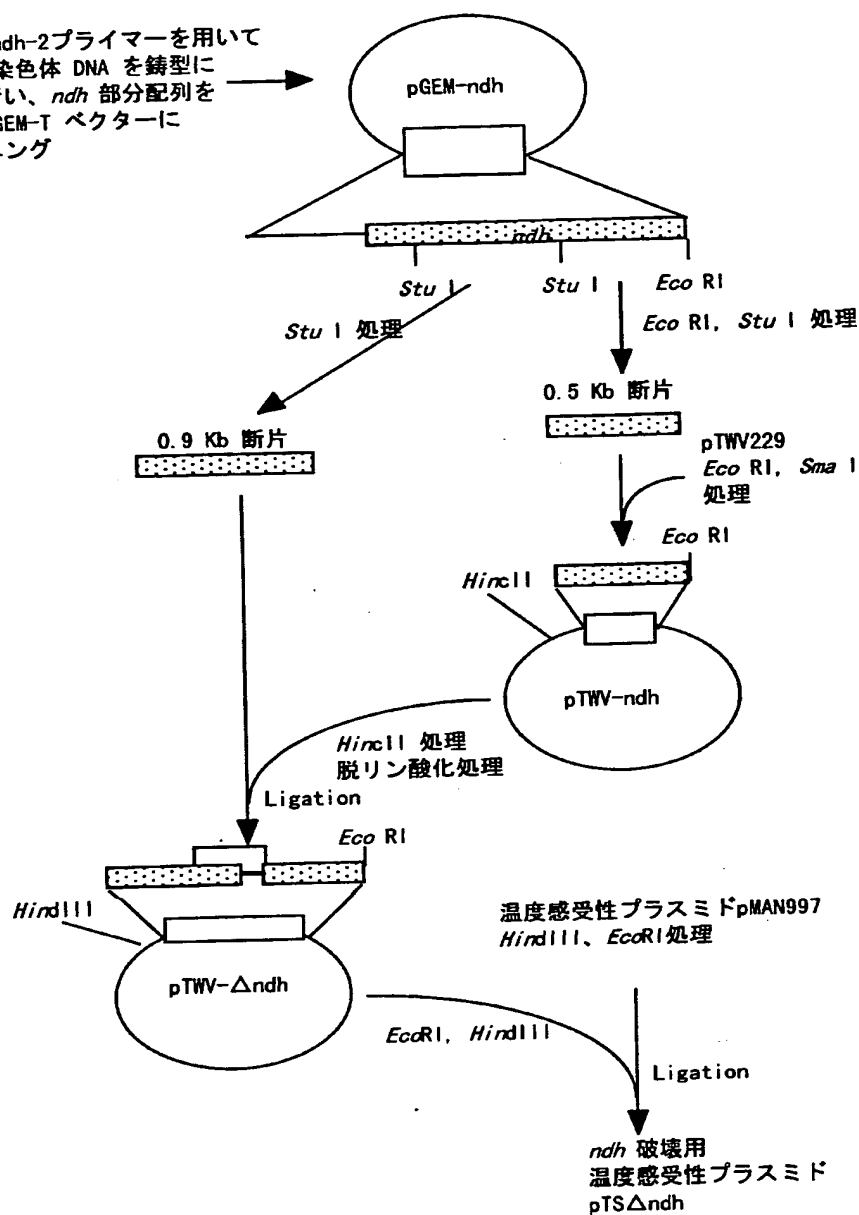 dh-2プライマーを用いて
染色体 DNA を鋳型に
い、ndh 部分配列を
GEM-T ベクターに
ニング
pGEM-ndh
ndh
Stu I
Stu I
Eco RI
Stu I 処理
Eco RI, Stu I 処理
0.9 Kb 断片
0.5 Kb 断片
pTWV229
Eco RI, Sma I
処理
Eco RI
HincII
pTWV-ndh
HincII 処理
脱リン酸化処理
Ligation
Eco RI
HindIII
pTWV-△ndh
温度感受性プラスミドpMAN997
HindIII、EcoRI処理
EcoRI, HindIII
Ligation
ndh 破壊用
温度感受性プラスミド
pTS△ndh